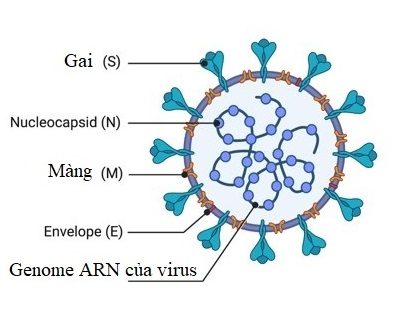 Gai (S)
Nucleocapsid (N)
Màng (M)
Envelope (E)
Genome ARN của virus